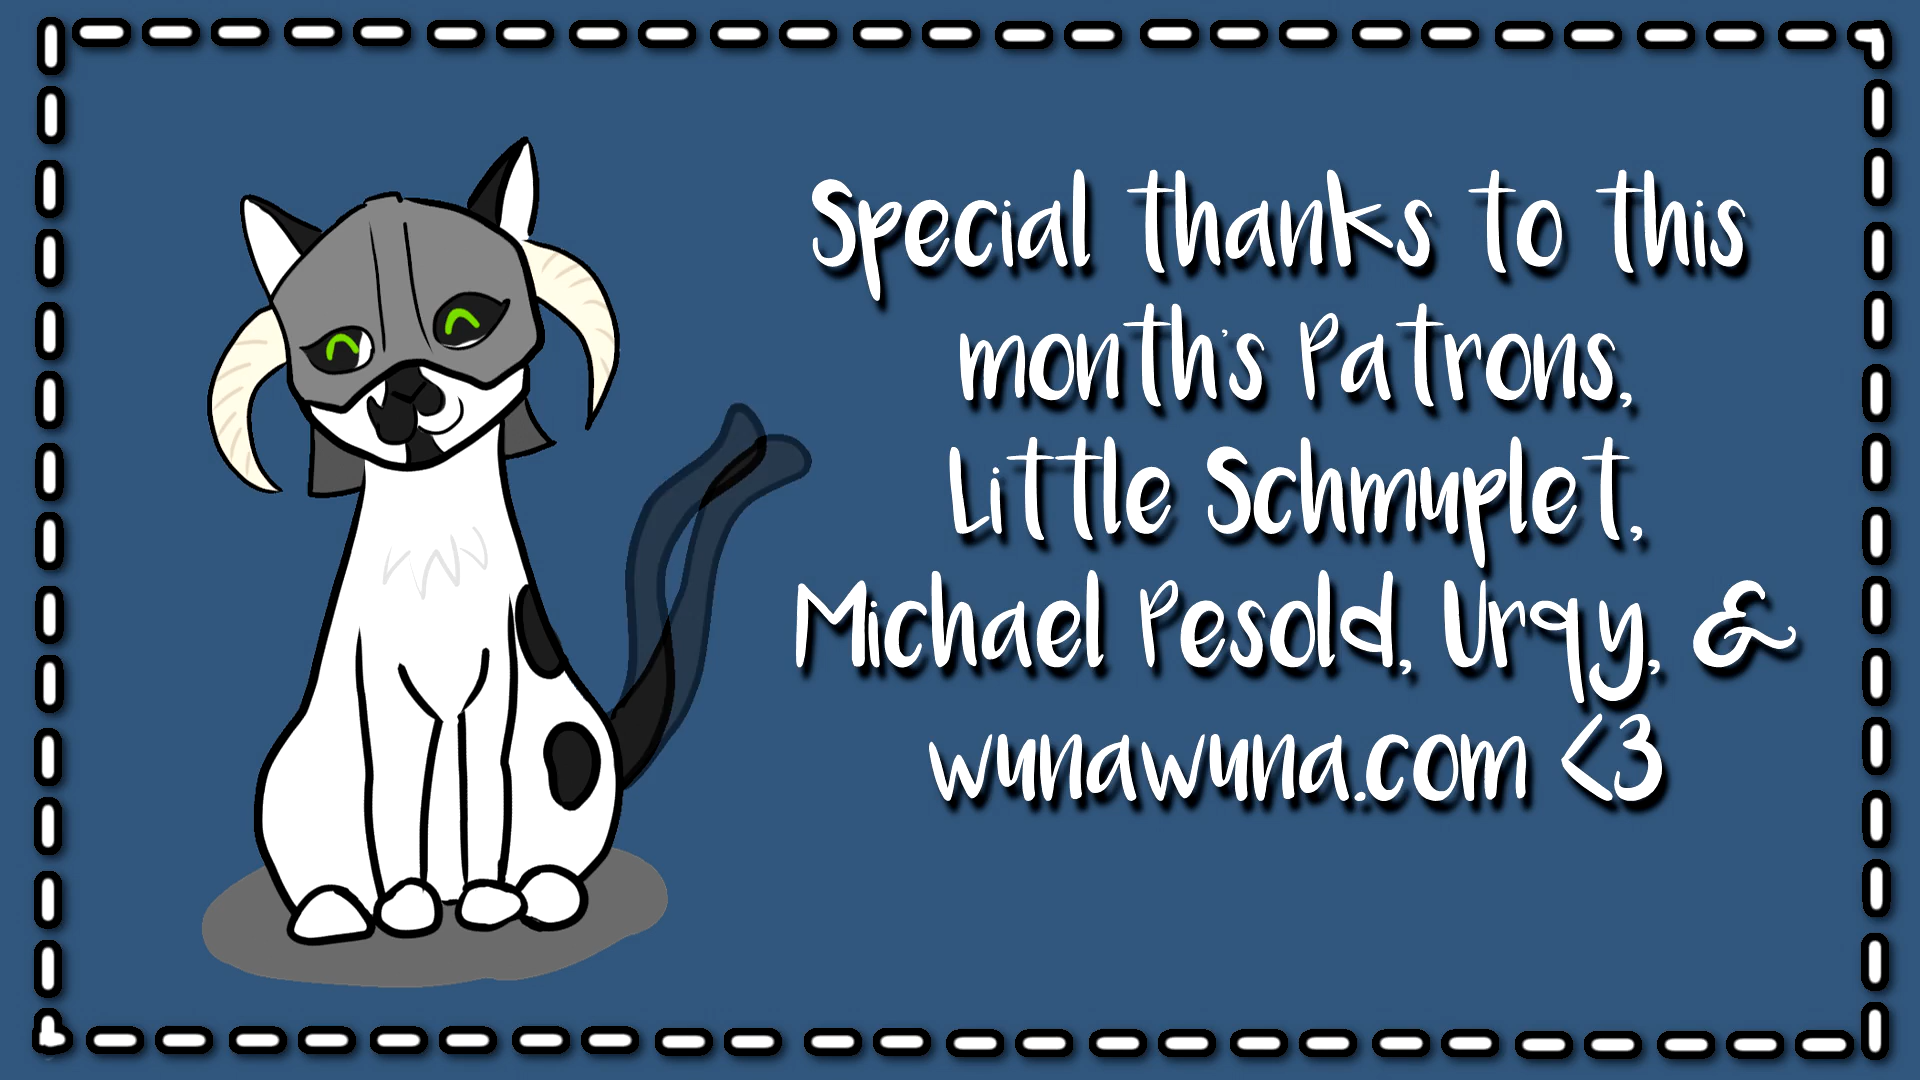 Special thanks to this
month's Patrons,
Little Schmuplet,
Michael Pesold, Urqy, &
wunawuna.com <3